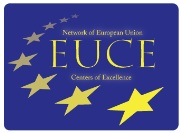 Network of European Union
EUCE
Centers of Excellence